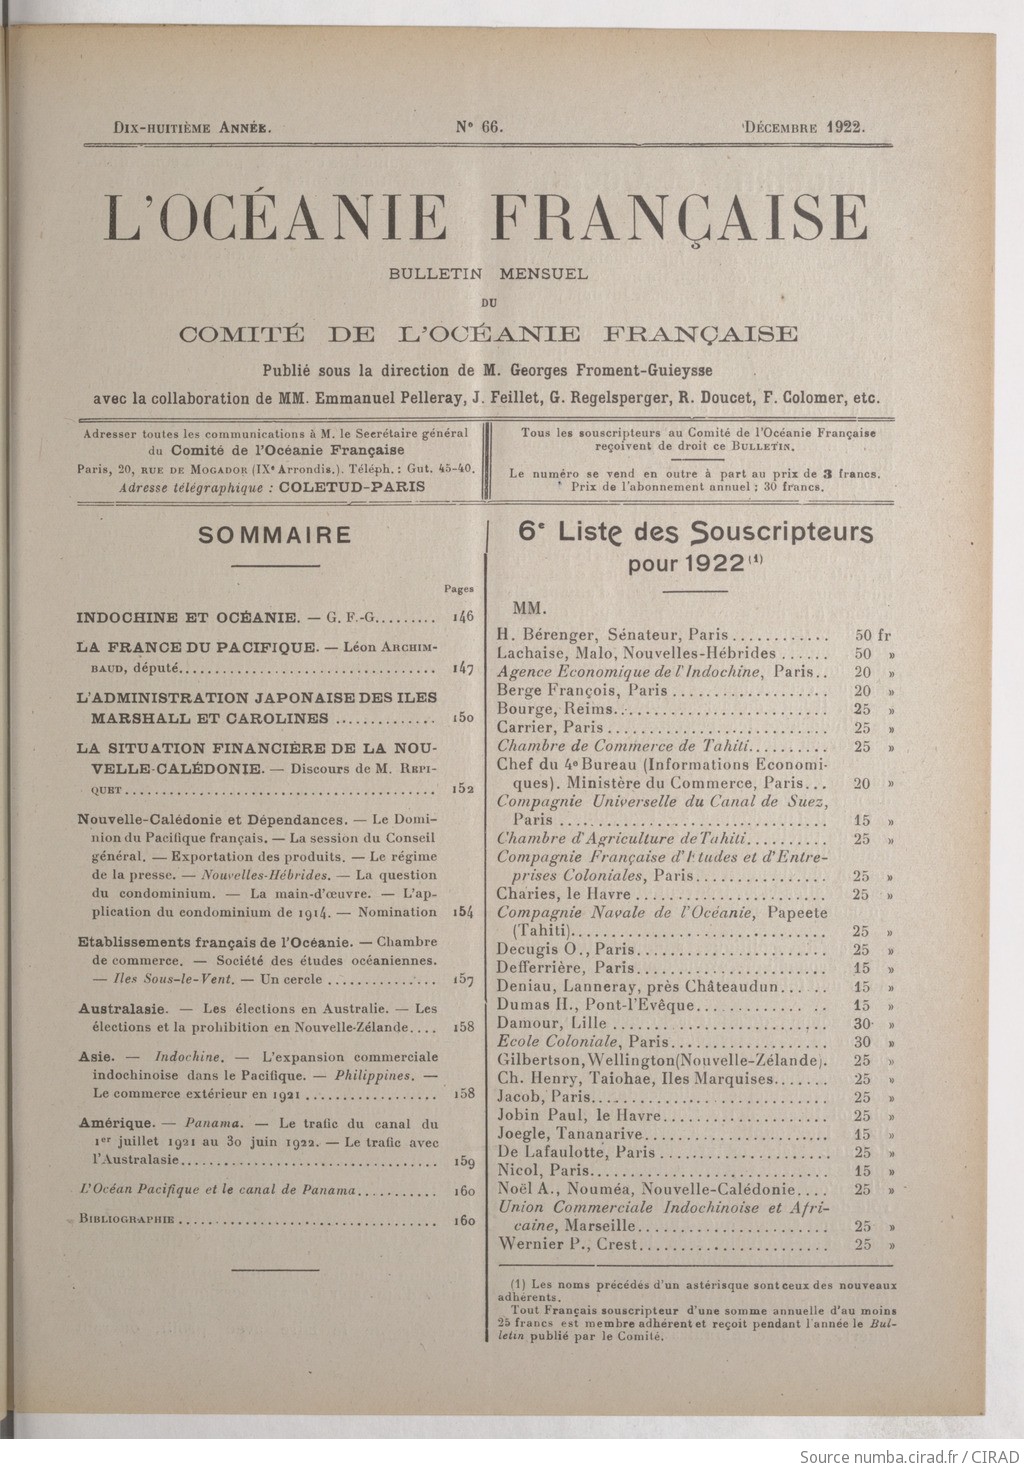 DIX-HUITIÈME ANNÉE.
N° 66.
DÉCEMBRE 1922.
L'OCÉANIE FRANÇAISE
BULLETIN MENSUEL
DU
COMITÉ DE L'OCÉANIE FRANÇAISE
Publié sous la direction de M. Georges Froment-Guieysse
avec la collaboration de MM. Emmanuel Pelleray, J. Feillet, G. Regelsperger, R. Doucet, F. Colomer, etc.
Adresser toutes les communications à M. le Secrétaire général
du Comité de l'Océanie Française
Paris, 20, RUE DE MOGADOR (IXᵉ Arrondis.). Téléph. : Gut. 45-40.
Adresse télégraphique : COLETUD-PARIS
Tous les souscripteurs au Comité de l'Océanie Française
reçoivent de droit ce BULLETIN.
Le numéro se vend en outre à part au prix de 3 francs.
Prix de l'abonnement annuel : 30 francs.
SOMMAIRE
Pages
INDOCHINE ET OCÉANIE. — G. F.-G......... 146
LA FRANCE DU PACIFIQUE. — Léon ARCHIM-
BAUD, député................................. 147
L'ADMINISTRATION JAPONAISE DES ILES
MARSHALL ET CAROLINES ............. 150
LA SITUATION FINANCIÈRE DE LA NOU-
VELLE-CALÉDONIE. — Discours de M. REPI-
QUET........................................ 152
Nouvelle-Calédonie et Dépendances. — Le Domi-
nion du Pacifique français. — La session du Conseil
général. — Exportation des produits. — Le régime
de la presse. — Nouvelles-Hébrides. — La question
du condominium. — La main-d'œuvre. — L'ap-
plication du condominium de 1914. — Nomination 154
Etablissements français de l'Océanie. — Chambre
de commerce. — Société des études océaniennes.
— Iles Sous-le-Vent. — Un cercle .............. 157
Australasie. — Les élections en Australie. — Les
élections et la prohibition en Nouvelle-Zélande.... 158
Asie. — Indochine. — L'expansion commerciale
indochinoise dans le Pacifique. — Philippines. —
Le commerce extérieur en 1921 ................. 158
Amérique. — Panama. — Le trafic du canal du
1ᵉʳ juillet 1921 au 30 juin 1922. — Le trafic avec
l'Australasie.................................. 159
L'Océan Pacifique et le canal de Panama........... 160
BIBLIOGRAPHIE ................................. 160
6ᵉ Liste des Souscripteurs
pour 1922 (1)
MM.
H. Bérenger, Sénateur, Paris............ 50 fr
Lachaise, Malo, Nouvelles-Hébrides ...... 50 »
Agence Economique de l'Indochine, Paris.. 20 »
Berge François, Paris .................. 20 »
Bourge, Reims.......................... 25 »
Carrier, Paris ........................... 25 »
Chambre de Commerce de Tahiti.......... 25 »
Chef du 4ᵉ Bureau (Informations Economi-
ques). Ministère du Commerce, Paris... 20 »
Compagnie Universelle du Canal de Suez,
Paris ................................ 15 »
Chambre d'Agriculture de Tahiti.......... 25 »
Compagnie Française d'Etudes et d'Entre-
prises Coloniales, Paris................ 25 »
Charies, le Havre ....................... 25 »
Compagnie Navale de l'Océanie, Papeete
(Tahiti)............................... 25 »
Decugis O., Paris....................... 25 »
Defferrière, Paris....................... 15 »
Deniau, Lanneray, près Châteaudun...... 15 »
Dumas H., Pont-l'Evêque................ 15 »
Damour, Lille .......................... 30 »
Ecole Coloniale, Paris................... 30 »
Gilbertson, Wellington (Nouvelle-Zélande). 25 »
Ch. Henry, Taiohae, Iles Marquises....... 25 »
Jacob, Paris............................. 25 »
Jobin Paul, le Havre.................... 25 »
Joegle, Tananarive...................... 15 »
De Lafaulotte, Paris .................... 25 »
Nicol, Paris............................. 15 »
Noël A., Nouméa, Nouvelle-Calédonie.... 25 »
Union Commerciale Indochinoise et Afri-
caine, Marseille....................... 25 »
Wernier P., Crest....................... 25 »
(1) Les noms précédés d'un astérisque sont ceux des nouveaux
adhérents.
Tout Français souscripteur d'une somme annuelle d'au moins
25 francs est membre adhérent et reçoit pendant l'année le Bul-
letin publié par le Comité.
Source numba.cirad.fr / CIRAD